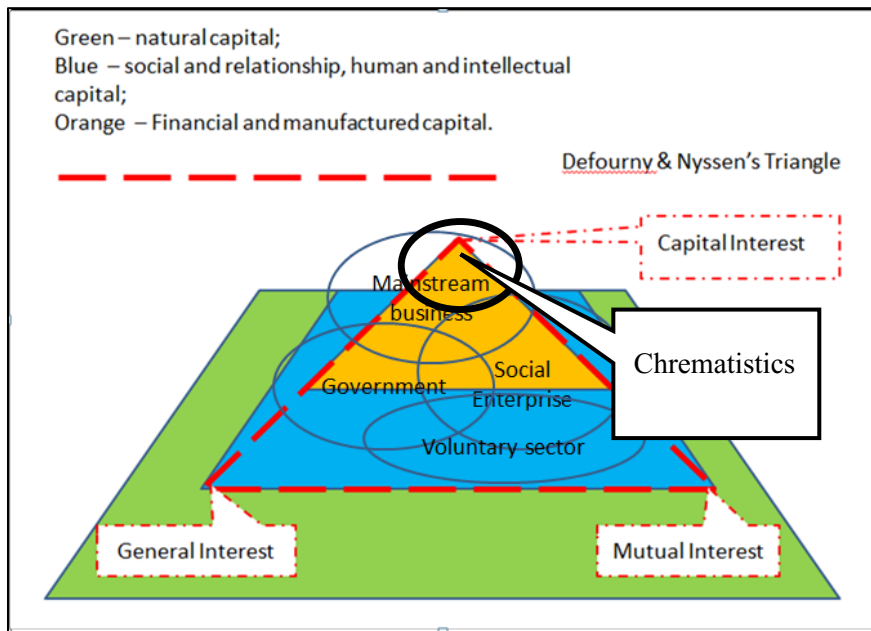 Green – natural capital;
Blue – social and relationship, human and intellectual
capital;
Orange – Financial and manufactured capital.
Defourny & Nyssen's Triangle
Capital Interest
Mainstream
business
Chrematistics
Government
Social
Enterprise
Voluntary sector
General Interest
Mutual Interest